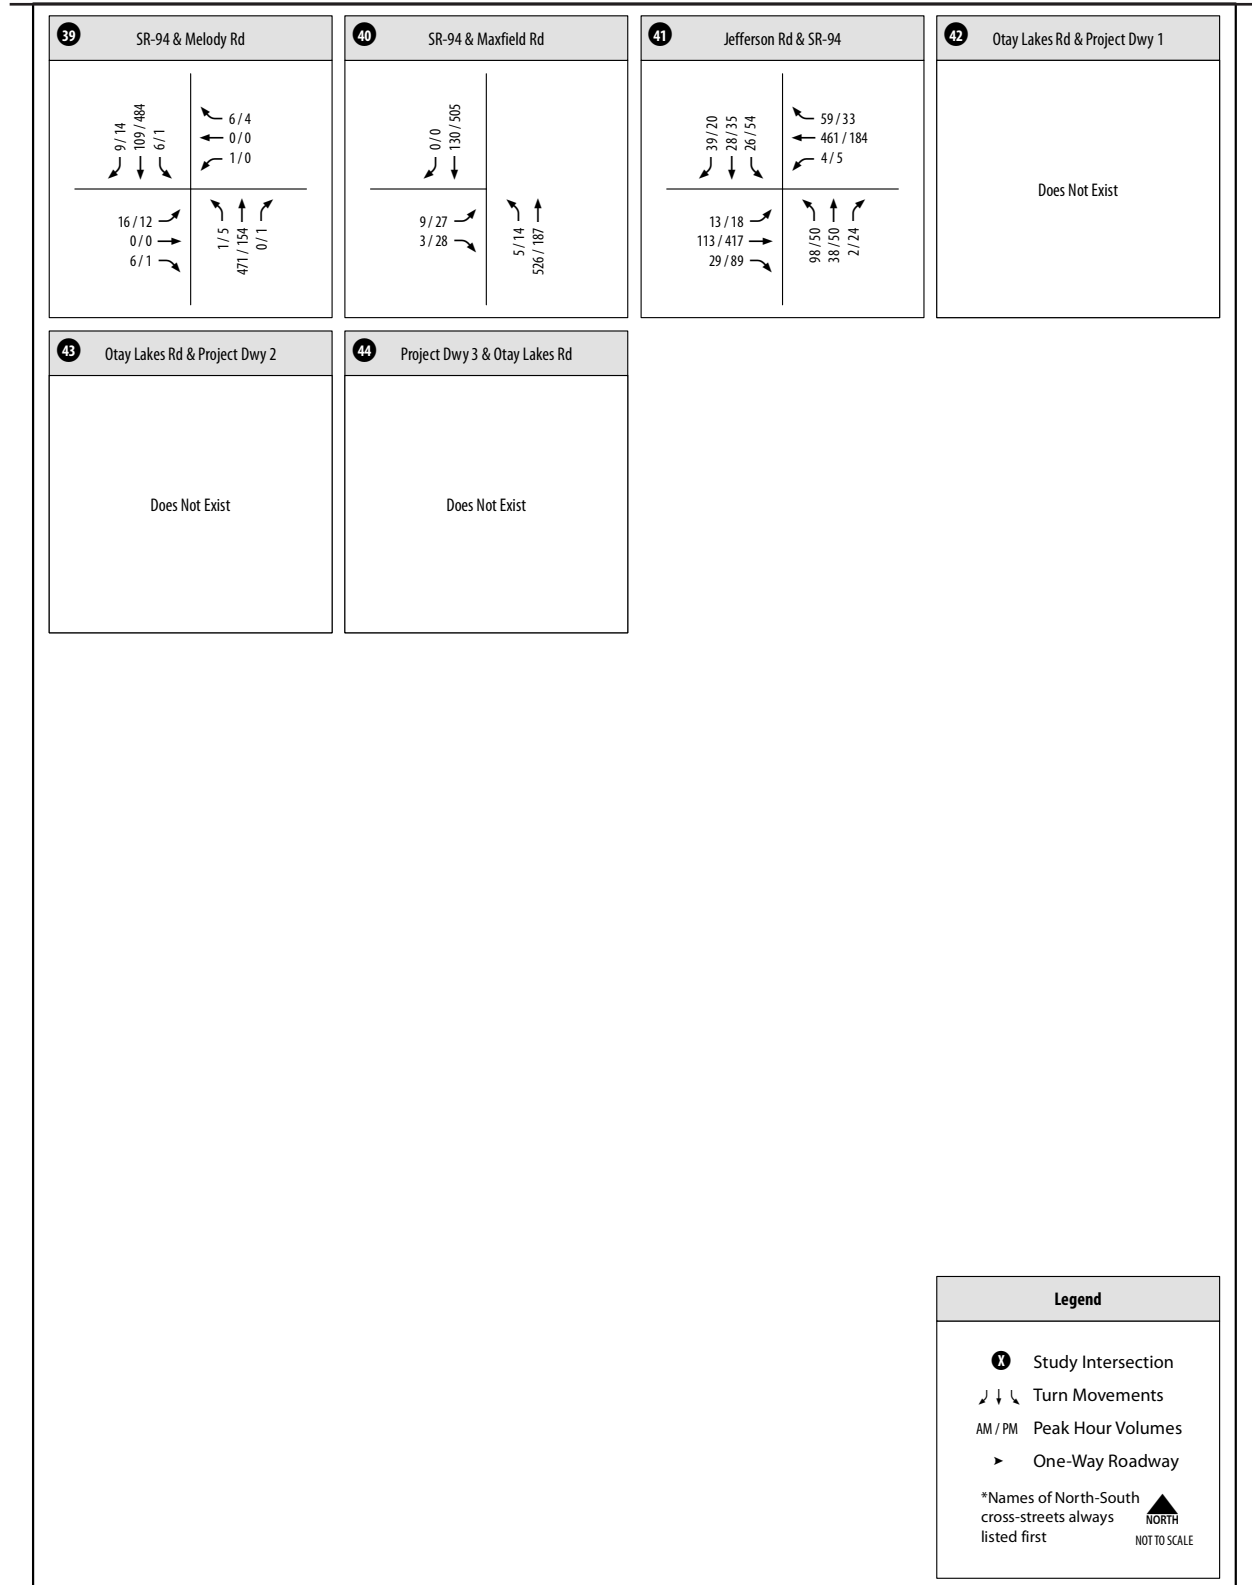 39 SR-94 & Melody Rd
9 / 14
109 / 484
6 / 1
6 / 4
0 / 0
1 / 0
16 / 12
0 / 0
6 / 1
1 / 5
471 / 154
0 / 1
40 SR-94 & Maxfield Rd
0 / 0
130 / 505
9 / 27
3 / 28
5 / 14
526 / 187
41 Jefferson Rd & SR-94
39 / 20
28 / 35
26 / 54
59 / 33
461 / 184
4 / 5
13 / 18
113 / 417
29 / 89
98 / 50
38 / 50
2 / 24
42 Otay Lakes Rd & Project Dwy 1
Does Not Exist
43 Otay Lakes Rd & Project Dwy 2
Does Not Exist
44 Project Dwy 3 & Otay Lakes Rd
Does Not Exist
Legend
X Study Intersection
Turn Movements
AM / PM Peak Hour Volumes
One-Way Roadway
*Names of North-South
cross-streets always
listed first
NORTH
NOT TO SCALE